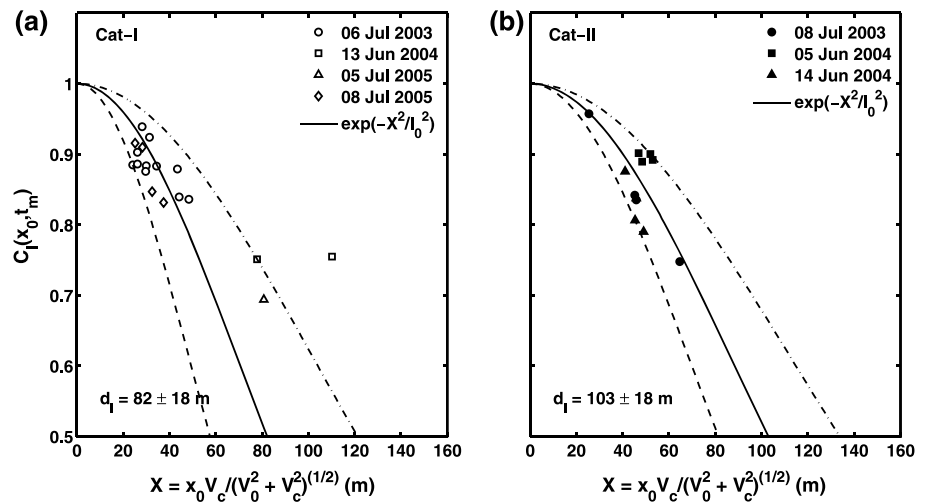 (a)
Cat−I
06 Jul 2003
13 Jun 2004
05 Jul 2005
08 Jul 2005
exp(−X²/l₀²)
C_I(x₀,t_m)
1
0.9
0.8
0.7
0.6
0.5
d_I = 82 ± 18 m
0 20 40 60 80 100 120 140 160
X = x₀V_c/(V₀² + V_c²)^(1/2) (m)
(b)
Cat−II
08 Jul 2003
05 Jun 2004
14 Jun 2004
exp(−X²/l₀²)
d_I = 103 ± 18 m
0 20 40 60 80 100 120 140 160
X = x₀V_c/(V₀² + V_c²)^(1/2) (m)